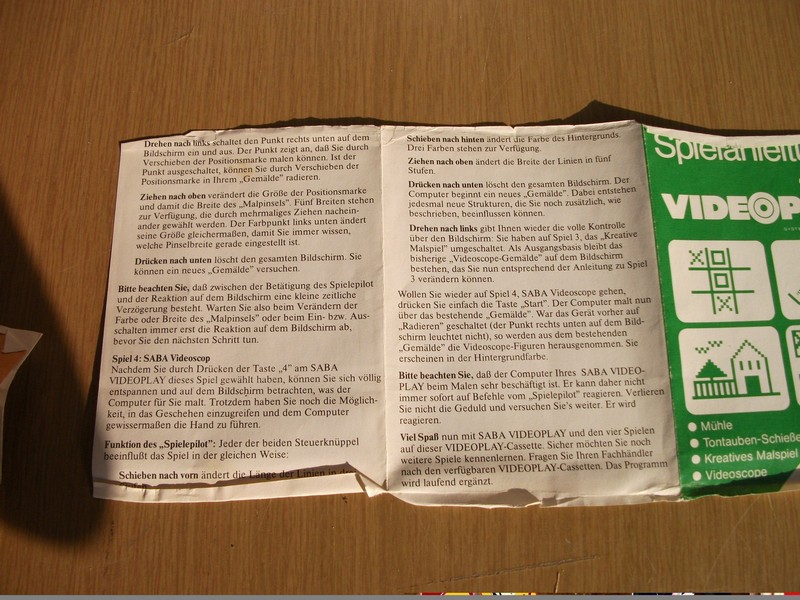 Drehen nach links schaltet den Punkt rechts unten auf dem
Bildschirm ein und aus. Der Punkt zeigt an, daß Sie durch
Verschieben der Positionsmarke malen können. Ist der
Punkt ausgeschaltet, können Sie durch Verschieben der
Positionsmarke in Ihrem „Gemälde" radieren.
Ziehen nach oben verändert die Größe der Positionsmarke
und damit die Breite des „Malpinsels". Fünf Breiten stehen
zur Verfügung, die durch mehrmaliges Ziehen nachein-
ander gewählt werden. Der Farbpunkt links unten ändert
seine Größe gleichermaßen, damit Sie immer wissen,
welche Pinselbreite gerade eingestellt ist.
Drücken nach unten löscht den gesamten Bildschirm. Sie
können ein neues „Gemälde" versuchen.
Bitte beachten Sie, daß zwischen der Betätigung des Spielepilot
und der Reaktion auf dem Bildschirm eine kleine zeitliche
Verzögerung besteht. Warten Sie also beim Verändern der
Farbe oder Breite des „Malpinsels" oder beim Ein- bzw. Aus-
schalten immer erst die Reaktion auf dem Bildschirm ab,
bevor Sie den nächsten Schritt tun.
Spiel 4: SABA Videoscop
Nachdem Sie durch Drücken der Taste „4" am SABA
VIDEOPLAY dieses Spiel gewählt haben, können Sie sich völlig
entspannen und auf dem Bildschirm betrachten, was der
Computer für Sie malt. Trotzdem haben Sie noch die Möglich-
keit, in das Geschehen einzugreifen und dem Computer
gewissermaßen die Hand zu führen.
Funktion des „Spielepilot": Jeder der beiden Steuerknüppel
beeinflußt das Spiel in der gleichen Weise:
Schieben nach vorn ändert die Länge der Linien in
Schieben nach hinten ändert die Farbe des Hintergrunds.
Drei Farben stehen zur Verfügung.
Ziehen nach oben ändert die Breite der Linien in fünf
Stufen.
Drücken nach unten löscht den gesamten Bildschirm. Der
Computer beginnt ein neues „Gemälde". Dabei entstehen
jedesmal neue Strukturen, die Sie noch zusätzlich, wie
beschrieben, beeinflussen können.
Drehen nach links gibt Ihnen wieder die volle Kontrolle
über den Bildschirm: Sie haben auf Spiel 3, das „Kreative
Malspiel" umgeschaltet. Als Ausgangsbasis bleibt das
bisherige „Videoscope-Gemälde" auf dem Bildschirm
bestehen, das Sie nun entsprechend der Anleitung zu Spiel
3 verändern können.
Wollen Sie wieder auf Spiel 4, SABA Videoscope gehen,
drücken Sie einfach die Taste „Start". Der Computer malt nun
über das bestehende „Gemälde". War das Gerät vorher auf
„Radieren" geschaltet (der Punkt rechts unten auf dem Bild-
schirm leuchtet nicht), so werden aus dem bestehenden
„Gemälde" die Videoscope-Figuren herausgenommen. Sie
erscheinen in der Hintergrundfarbe.
Bitte beachten Sie, daß der Computer Ihres SABA VIDEO-
PLAY beim Malen sehr beschäftigt ist. Er kann daher nicht
immer sofort auf Befehle vom „Spielepilot" reagieren. Verlieren
Sie nicht die Geduld und versuchen Sie's weiter. Er wird
reagieren.
Viel Spaß nun mit SABA VIDEOPLAY und den vier Spielen
auf dieser VIDEOPLAY-Cassette. Sicher möchten Sie noch
weitere Spiele kennenlernen. Fragen Sie Ihren Fachhändler
nach den verfügbaren VIDEOPLAY-Cassetten. Das Programm
wird laufend ergänzt.
Spielanleitu
VIDEOP
● Mühle
● Tontauben-Schieße
● Kreatives Malspiel
● Videoscope